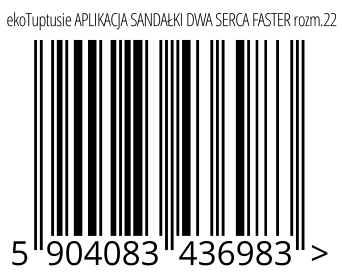 ekoTuptusie APLIKACJA SANDAŁKI DWA SERCA FASTER rozm.22
5 904083 436983 >